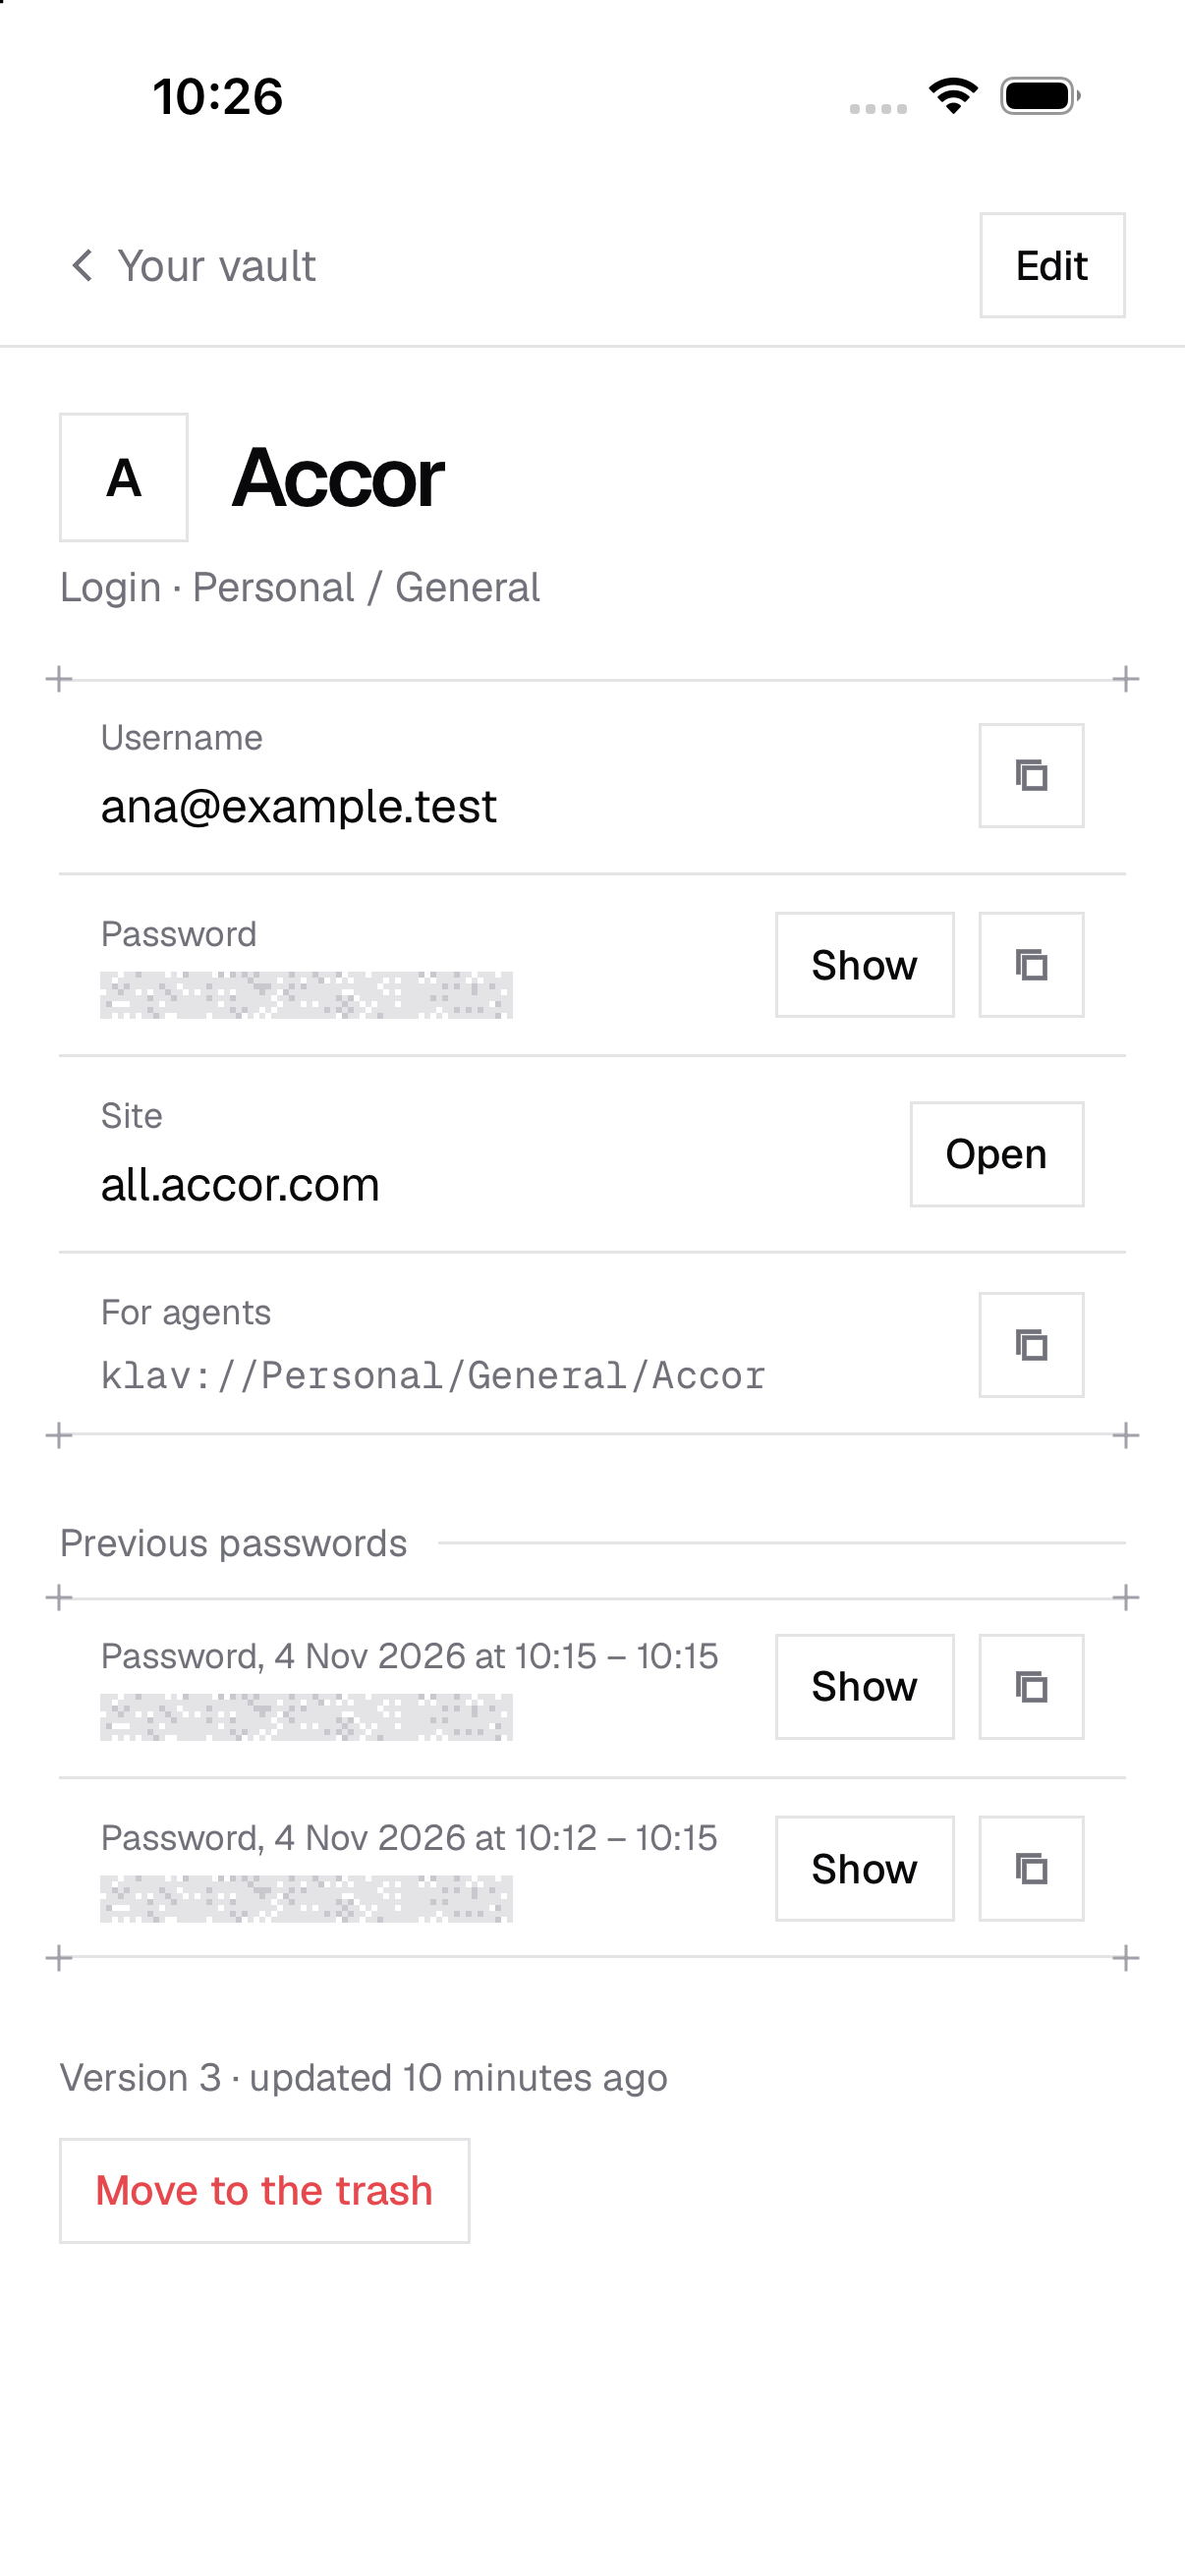 10:26
Your vault
Edit
A
Accor
Login · Personal / General
Username
ana@example.test
Password
Show
Site
all.accor.com
Open
For agents
klav://Personal/General/Accor
Previous passwords
Password, 4 Nov 2026 at 10:15 – 10:15
Show
Password, 4 Nov 2026 at 10:12 – 10:15
Show
Version 3 · updated 10 minutes ago
Move to the trash